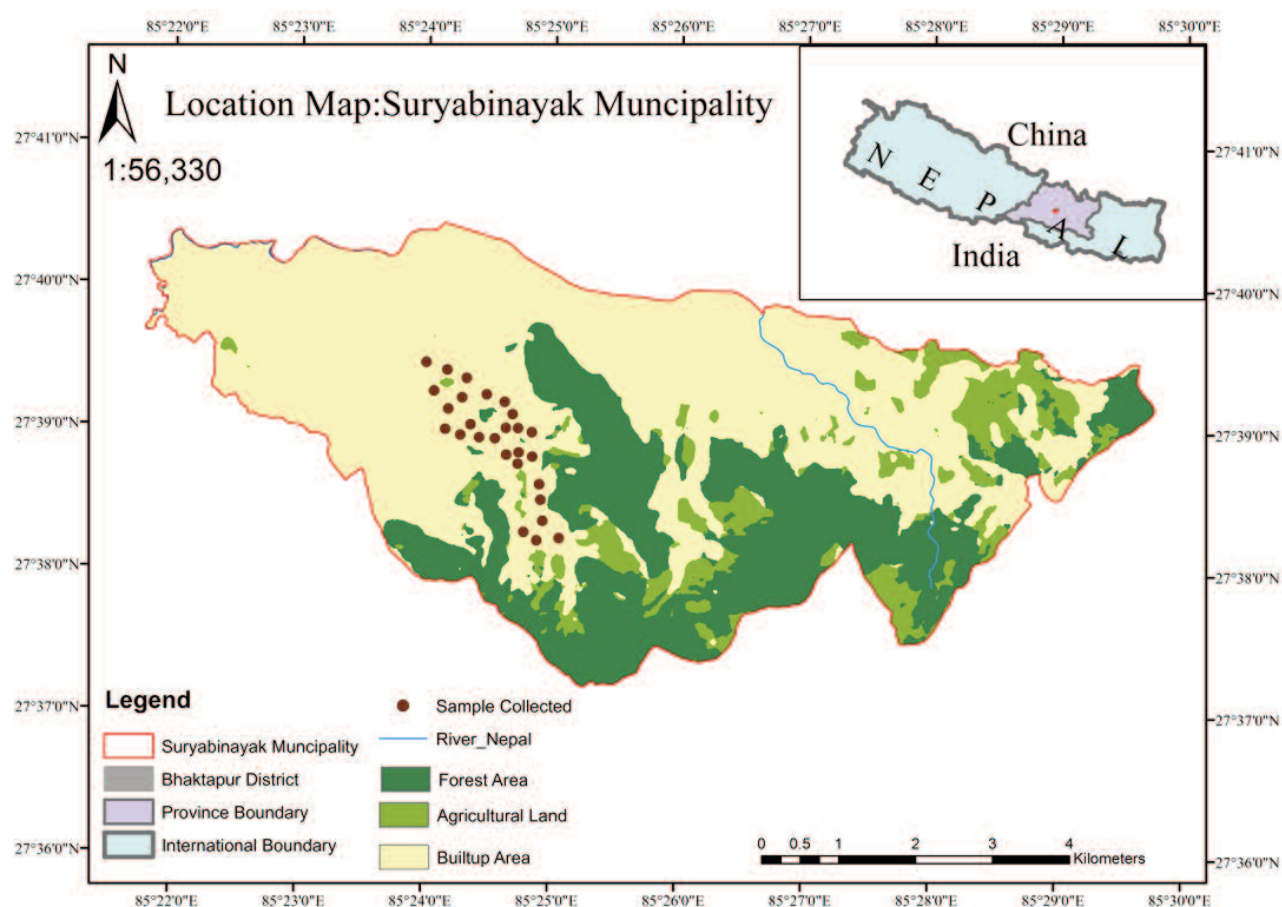 85°22'0"E 85°23'0"E 85°24'0"E 85°25'0"E 85°26'0"E 85°27'0"E 85°28'0"E 85°29'0"E 85°30'0"E
N
Location Map:Suryabinayak Muncipality
1:56,330
China
NEPAL
India
27°41'0"N
27°40'0"N
27°39'0"N
27°38'0"N
27°37'0"N
27°36'0"N
27°41'0"N
27°40'0"N
27°39'0"N
27°38'0"N
27°37'0"N
27°36'0"N
Legend
Suryabinayak Muncipality
Bhaktapur District
Province Boundary
International Boundary
Sample Collected
River_Nepal
Forest Area
Agricultural Land
Builtup Area
0 0.5 1 2 3 4
Kilometers
85°22'0"E 85°23'0"E 85°24'0"E 85°25'0"E 85°26'0"E 85°27'0"E 85°28'0"E 85°29'0"E 85°30'0"E